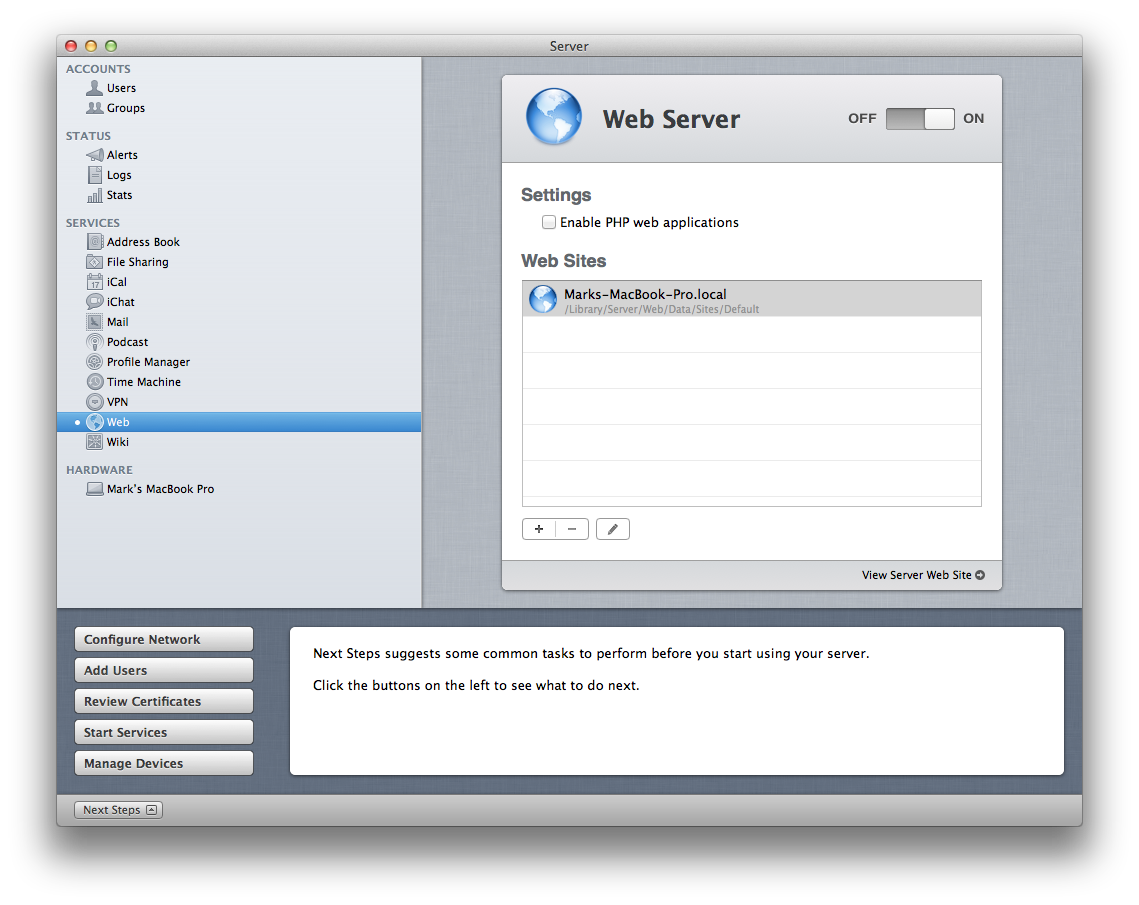 Server
ACCOUNTS
Users
Groups
STATUS
Alerts
Logs
Stats
SERVICES
Address Book
File Sharing
17
iCal
iChat
Mail
Podcast
Profile Manager
Time Machine
VPN
Web
Wiki
HARDWARE
Mark's MacBook Pro
Web Server
OFF ON
Settings
Enable PHP web applications
Web Sites
Marks-MacBook-Pro.local
/Library/Server/Web/Data/Sites/Default
View Server Web Site
Configure Network
Add Users
Review Certificates
Start Services
Manage Devices
Next Steps suggests some common tasks to perform before you start using your server.
Click the buttons on the left to see what to do next.
Next Steps